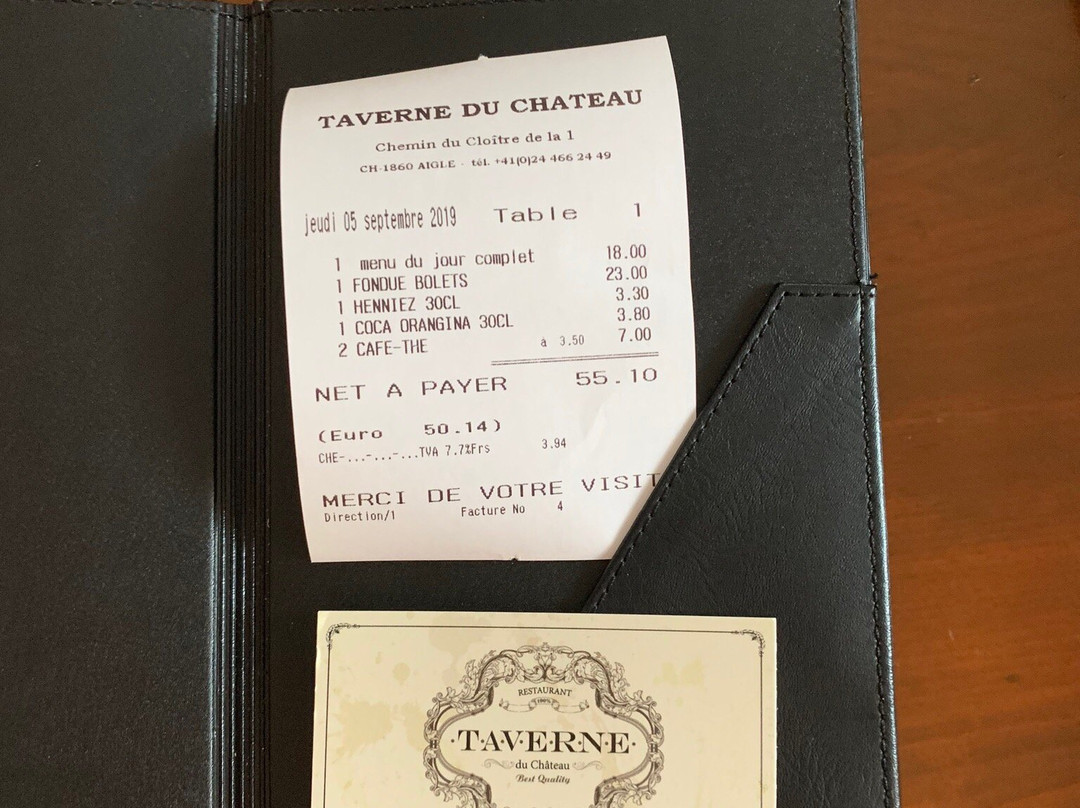 TAVERNE DU CHATEAU
Chemin du Cloître de la 1
CH-1860 AIGLE - tél. +41(0)24 466 24 49
jeudi 05 septembre 2019 Table 1
1 menu du jour complet 18.00
1 FONDUE BOLETS 23.00
1 HENNIEZ 30CL 3.30
1 COCA ORANGINA 30CL 3.80
2 CAFE-THE à 3.50 7.00
NET A PAYER 55.10
(Euro 50.14)
CHE-...-...-...TVA 7.7%Frs 3.94
MERCI DE VOTRE VISIT
Direction/1 Facture No 4
RESTAURANT
100%
·T·A·V·E·R·N·E·
du Château
Best Quality